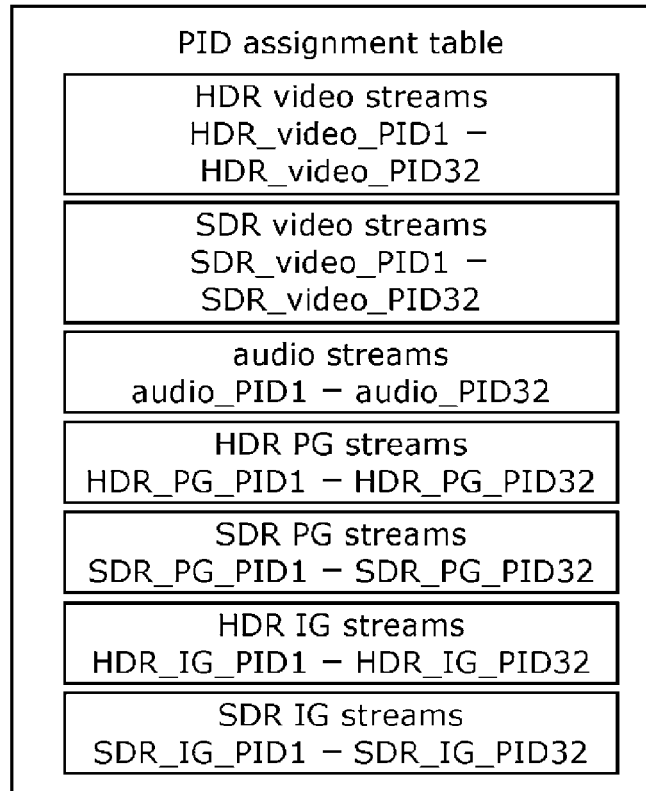 PID assignment table
HDR video streams
HDR_video_PID1 –
HDR_video_PID32
SDR video streams
SDR_video_PID1 –
SDR_video_PID32
audio streams
audio_PID1 – audio_PID32
HDR PG streams
HDR_PG_PID1 – HDR_PG_PID32
SDR PG streams
SDR_PG_PID1 – SDR_PG_PID32
HDR IG streams
HDR_IG_PID1 – HDR_IG_PID32
SDR IG streams
SDR_IG_PID1 – SDR_IG_PID32